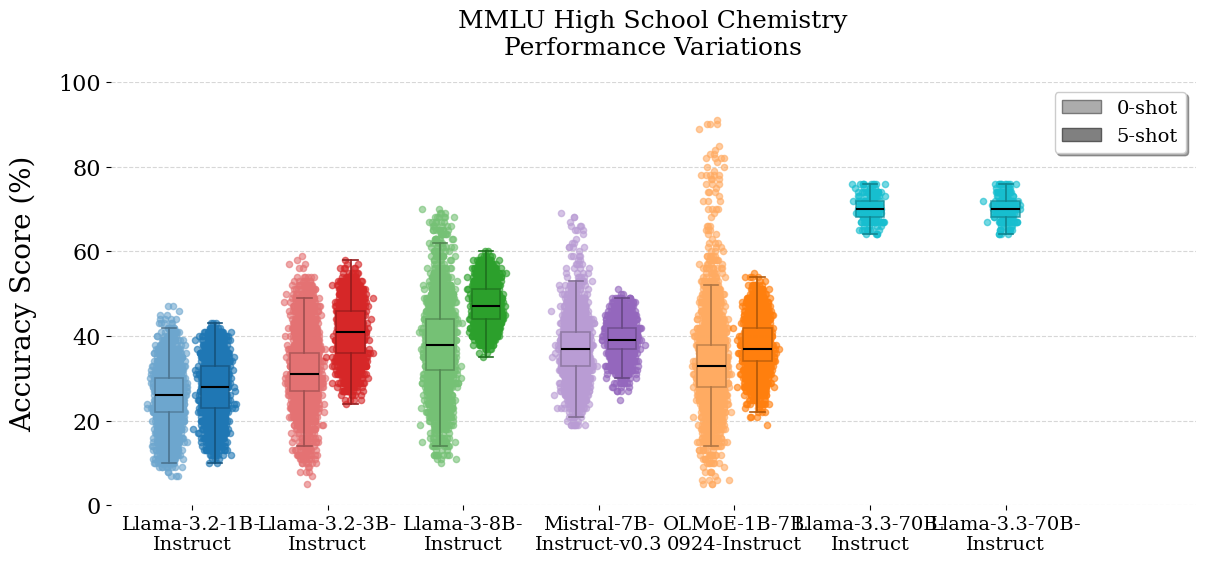 MMLU High School Chemistry
Performance Variations
Accuracy Score (%)
100
80
60
40
20
0
0-shot
5-shot
Llama-3.2-1B-
Instruct
Llama-3.2-3B-
Instruct
Llama-3-8B-
Instruct
Mistral-7B-
Instruct-v0.3
OLMoE-1B-7B-
0924-Instruct
Llama-3.3-70B-
Instruct
Llama-3.3-70B-
Instruct